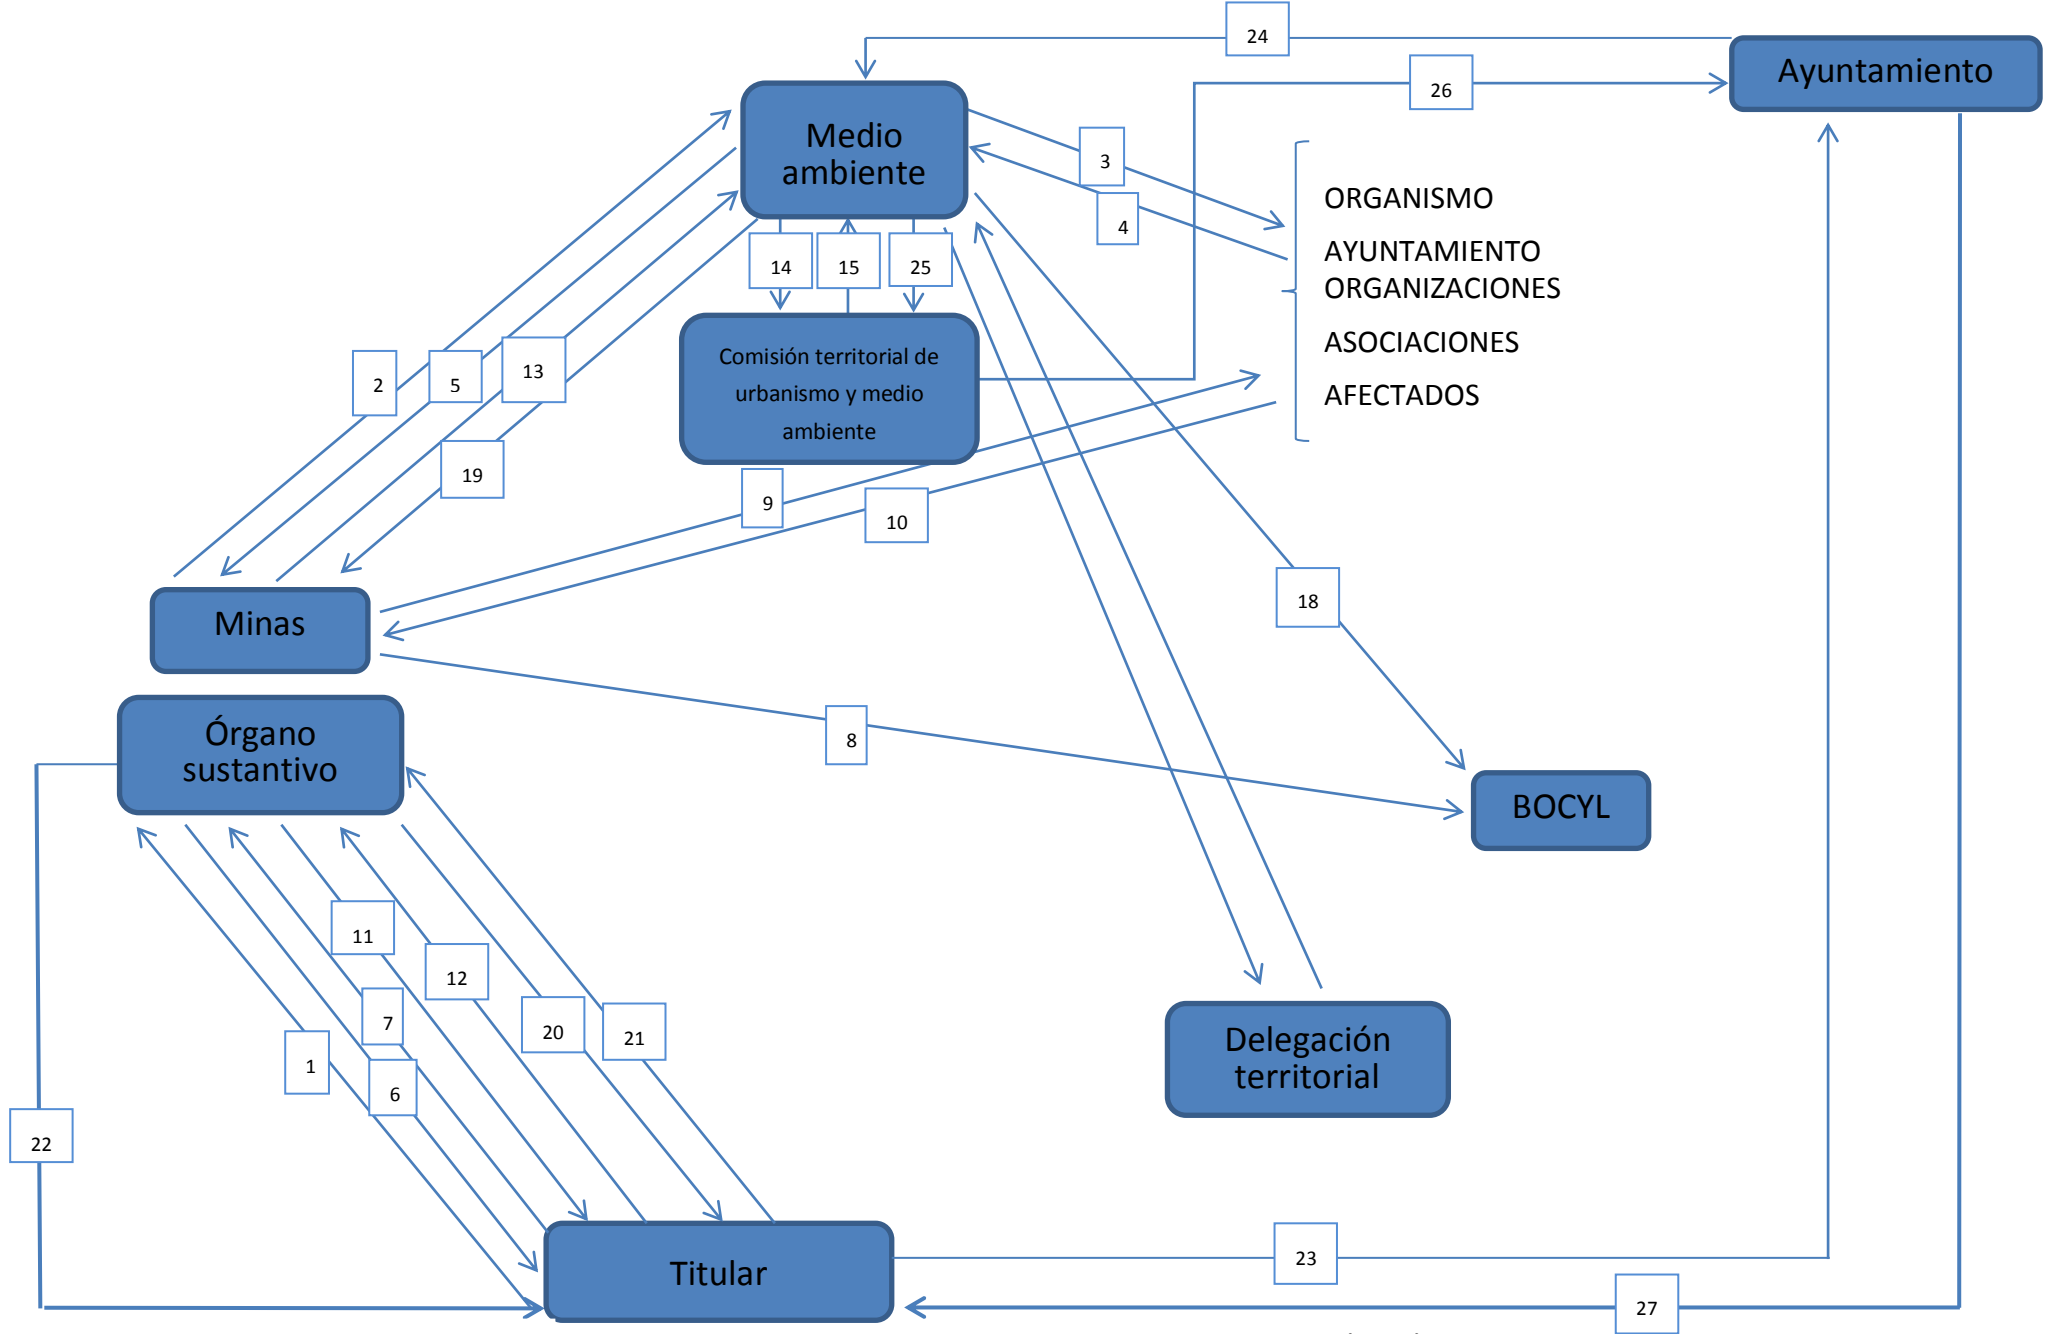 24
Ayuntamiento
26
Medio
ambiente
3
4
ORGANISMO
AYUNTAMIENTO
ORGANIZACIONES
ASOCIACIONES
AFECTADOS
14
15
25
Comisión territorial de
urbanismo y medio
ambiente
2
5
13
19
9
10
18
Minas
Órgano
sustantivo
8
BOCYL
11
12
7
20
21
1
6
Delegación
territorial
22
Titular
23
27